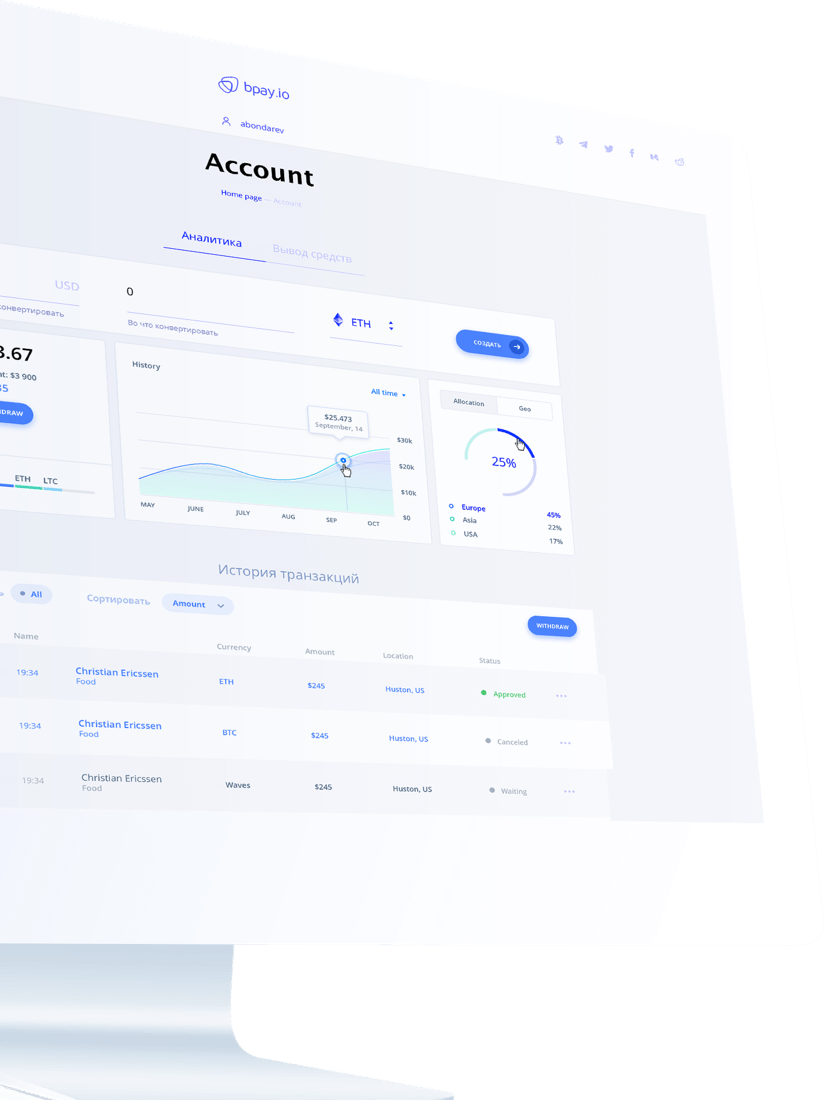 bpay.io
abondarev
Account
Home page — Account
Аналитика Вывод средств
USD 0 ETH СОЗДАТЬ
конвертировать Во что конвертировать
3.67
at: $3 900
History
All time
Allocation Geo
$25.473
September, 14
$30k
$20k
$10k
$0
25%
ETH LTC
MAY JUNE JULY AUG SEP OCT
Europe 45%
Asia 22%
USA 17%
История транзакций
All Сортировать Amount WITHDRAW
Name Currency Amount Location Status
19:34 Christian Ericssen ETH $245 Huston, US Approved
Food
19:34 Christian Ericssen BTC $245 Huston, US Canceled
Food
19:34 Christian Ericssen Waves $245 Huston, US Waiting
Food